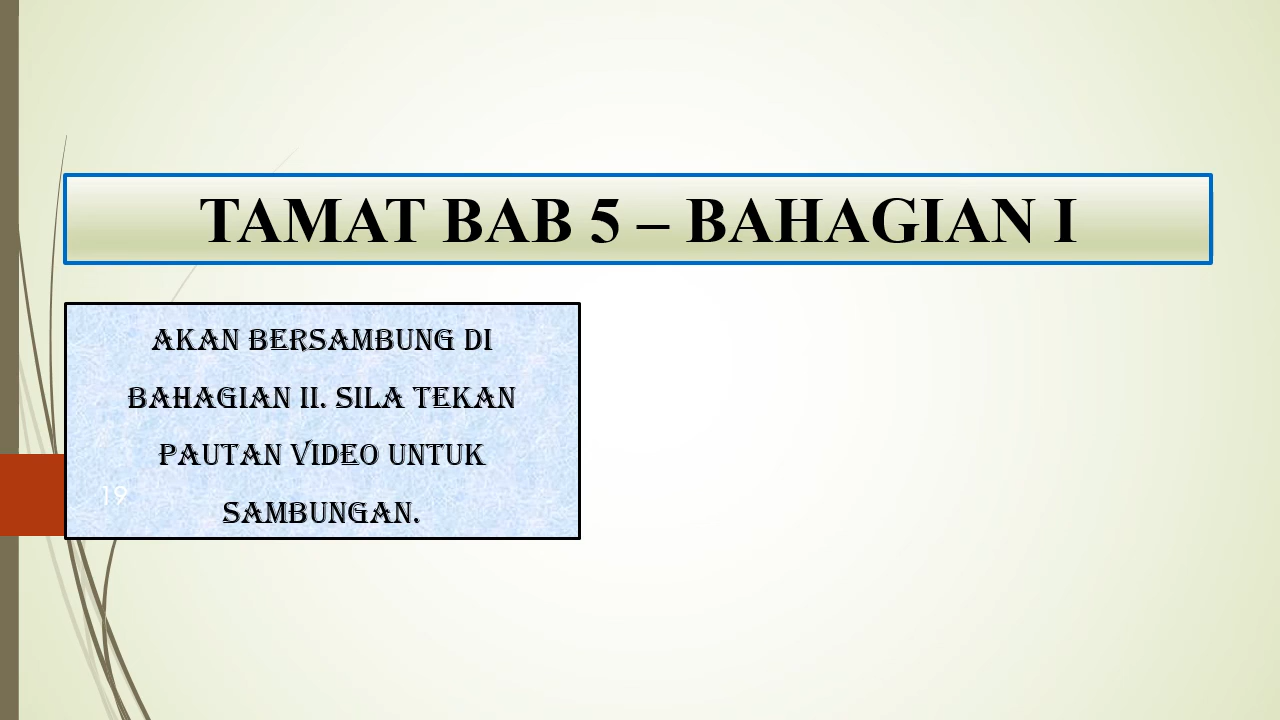 TAMAT BAB 5 – BAHAGIAN I
AKAN BERSAMBUNG DI
BAHAGIAN II. SILA TEKAN
PAUTAN VIDEO UNTUK
SAMBUNGAN.
19